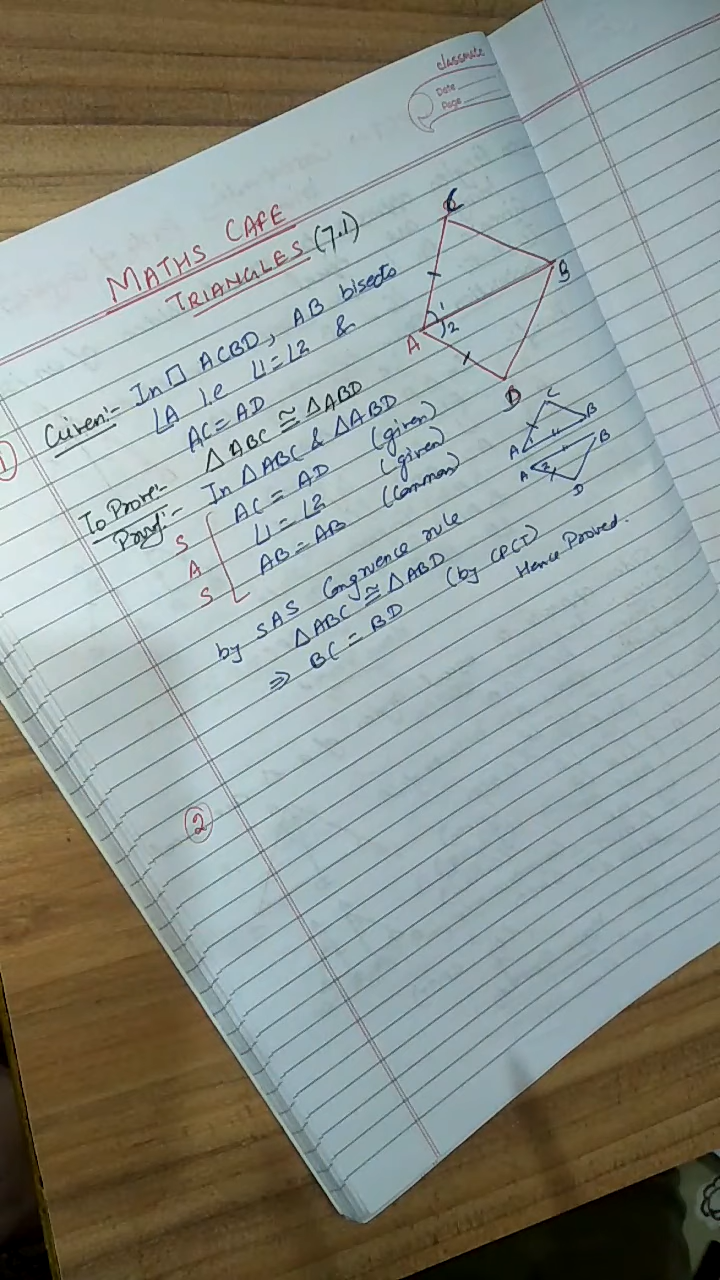 classmate
Date
Page
MATHS CAFE
TRIANGLES (7.1)
① Given:- In □ ACBD, AB bisects
∠A i.e ∠1=∠2 &
AC = AD
To Prove:- △ABC ≅ △ABD
Proof:- In △ABC & △ABD
S AC = AD (given)
A ∠1 = ∠2 (given)
S AB = AB (Common)
by SAS Congruence rule
△ABC ≅ △ABD
⇒ BC = BD (by CPCT)
Hence Proved.
②
C
B
A
1
2
D
C
A
1
B
A
2
B
D